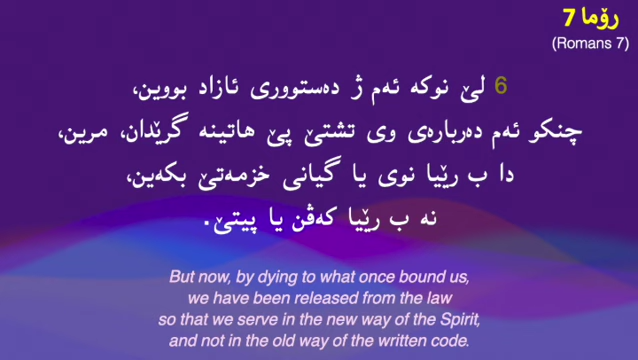 رۆما 7
(Romans 7)
6 لێ نوکە ئەم ژ دەستووری ئازاد بووین،
چنکو ئەم دەربارەی وی تشتێ پێ هاتینە گرێدان، مرین،
دا ب رێیا نوی یا گیانی خزمەتێ بکەین،
نە ب رێیا کەڤن یا پیتێ.
But now, by dying to what once bound us,
we have been released from the law
so that we serve in the new way of the Spirit,
and not in the old way of the written code.